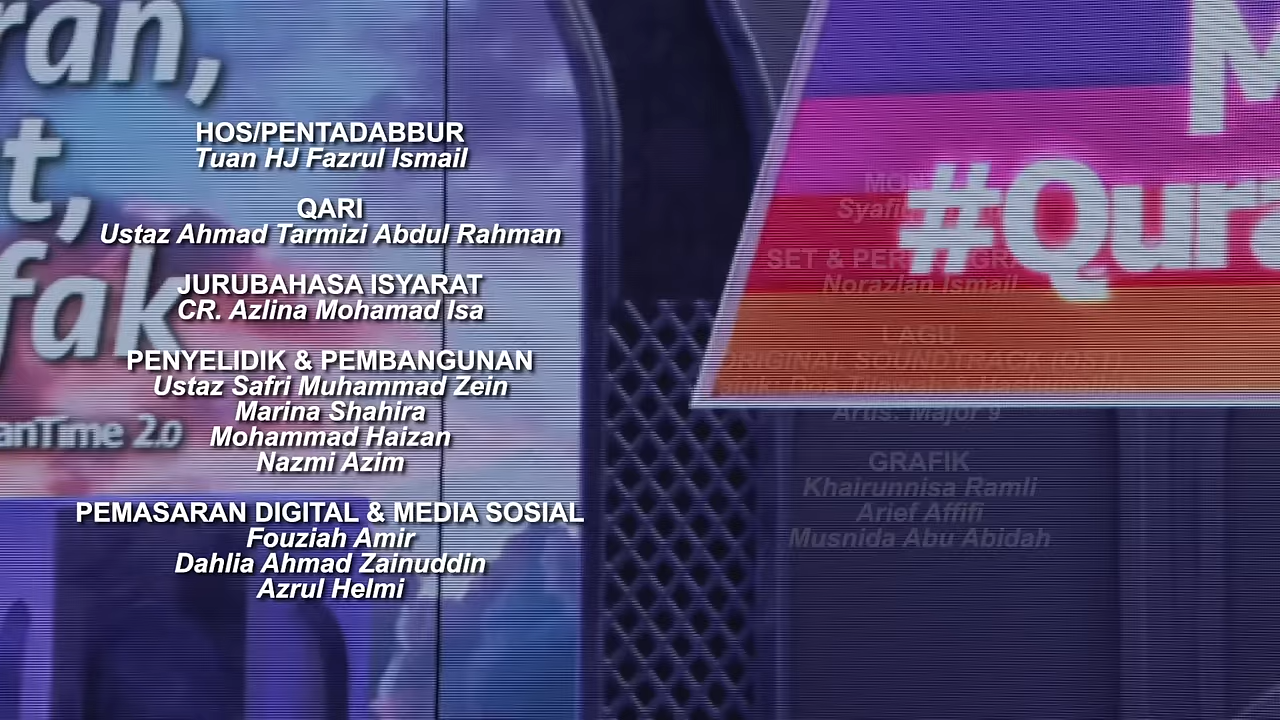 ran,
t,
fak
anTime 2.0
HOS/PENTADABBUR
Tuan HJ Fazrul Ismail
QARI
Ustaz Ahmad Tarmizi Abdul Rahman
JURUBAHASA ISYARAT
CR. Azlina Mohamad Isa
PENYELIDIK & PEMBANGUNAN
Ustaz Safri Muhammad Zein
Marina Shahira
Mohammad Haizan
Nazmi Azim
PEMASARAN DIGITAL & MEDIA SOSIAL
Fouziah Amir
Dahlia Ahmad Zainuddin
Azrul Helmi
M
#Qura
SET &
Norazlan Ismail
LAGU
ORIGINAL SOUNDTRACK (OST)
Artis: Major 9
GRAFIK
Khairunnisa Ramli
Arief Affifi
Musnida Abu Abidah